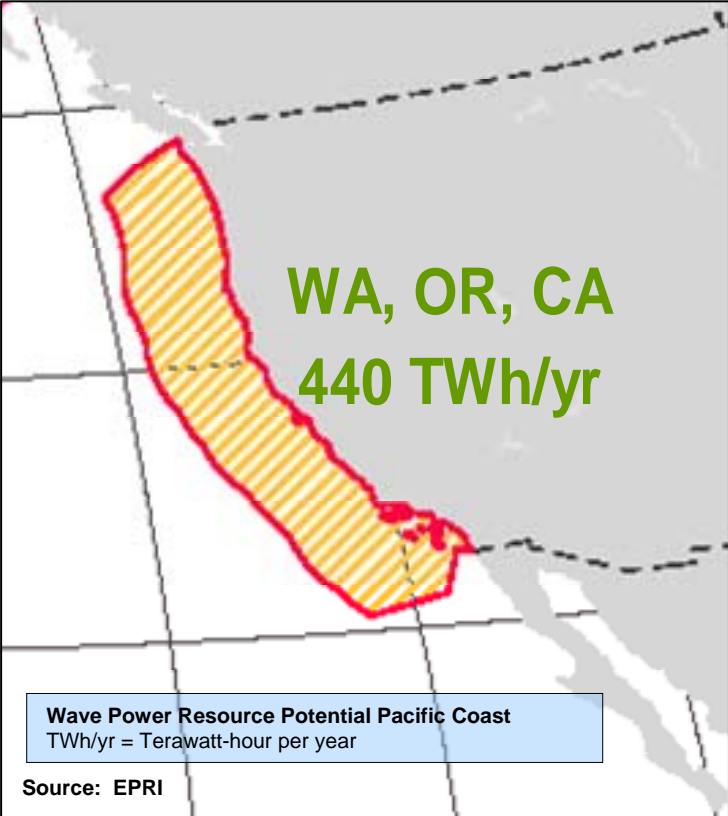 WA, OR, CA
440 TWh/yr
Wave Power Resource Potential Pacific Coast
TWh/yr = Terawatt-hour per year
Source: EPRI